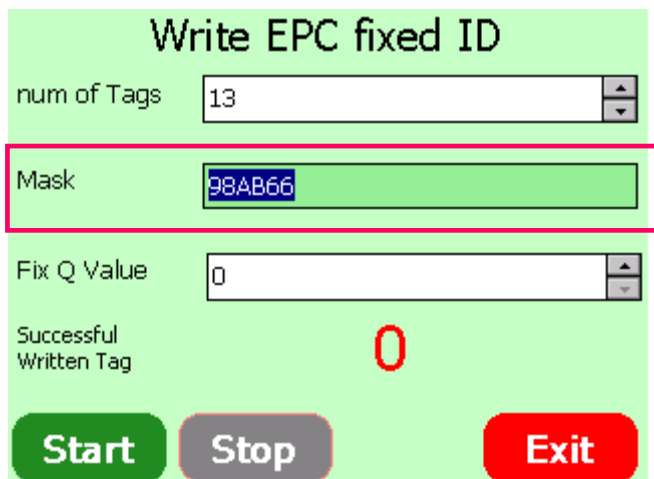 Write EPC fixed ID
num of Tags 13
Mask 98AB66
Fix Q Value 0
Successful
Written Tag 0
Start Stop Exit